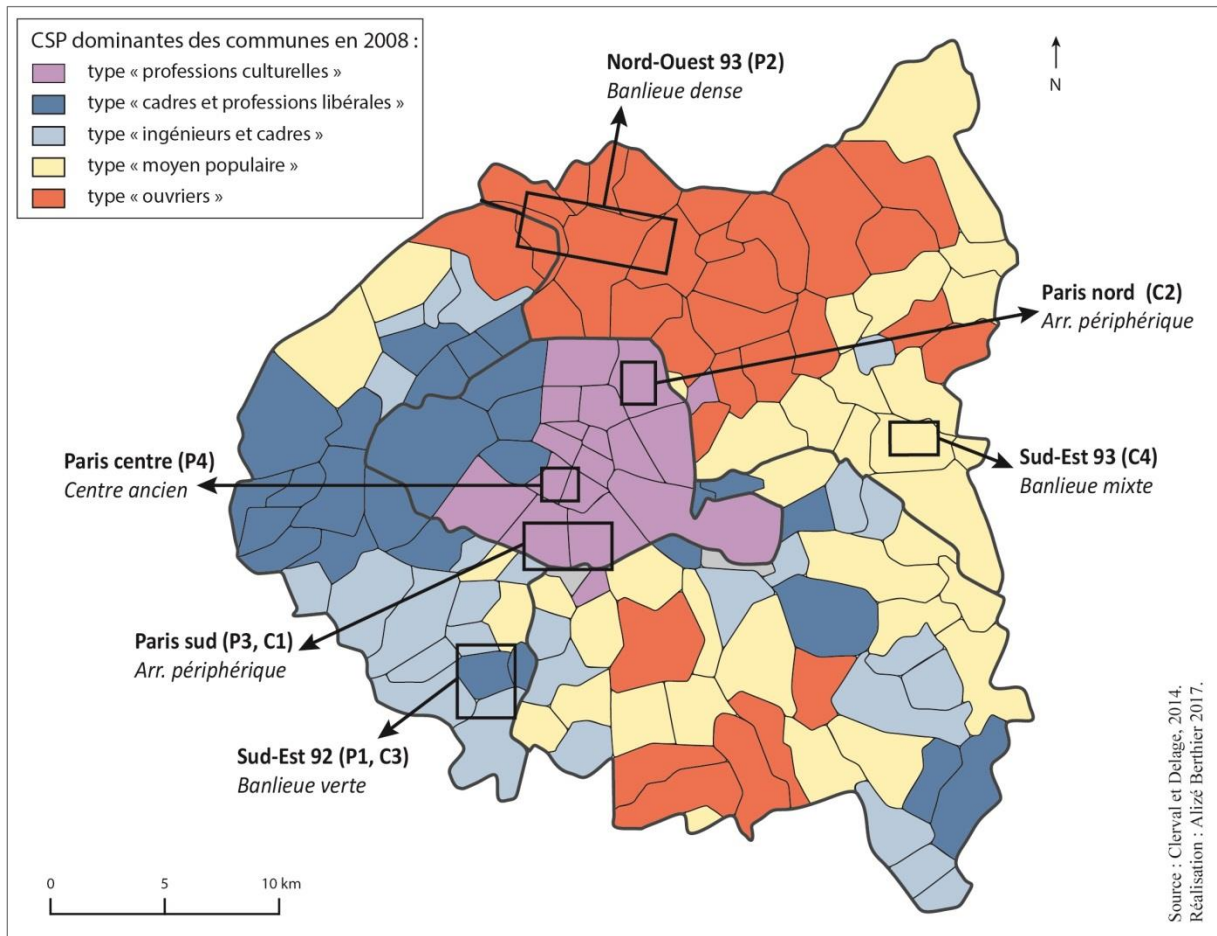 CSP dominantes des communes en 2008 :
type « professions culturelles »
type « cadres et professions libérales »
type « ingénieurs et cadres »
type « moyen populaire »
type « ouvriers »
Nord-Ouest 93 (P2)
Banlieue dense
N
Paris nord (C2)
Arr. périphérique
Paris centre (P4)
Centre ancien
Sud-Est 93 (C4)
Banlieue mixte
Paris sud (P3, C1)
Arr. périphérique
Sud-Est 92 (P1, C3)
Banlieue verte
0 5 10 km
Source : Clerval et Delage, 2014.
Réalisation : Alizé Berthier 2017.